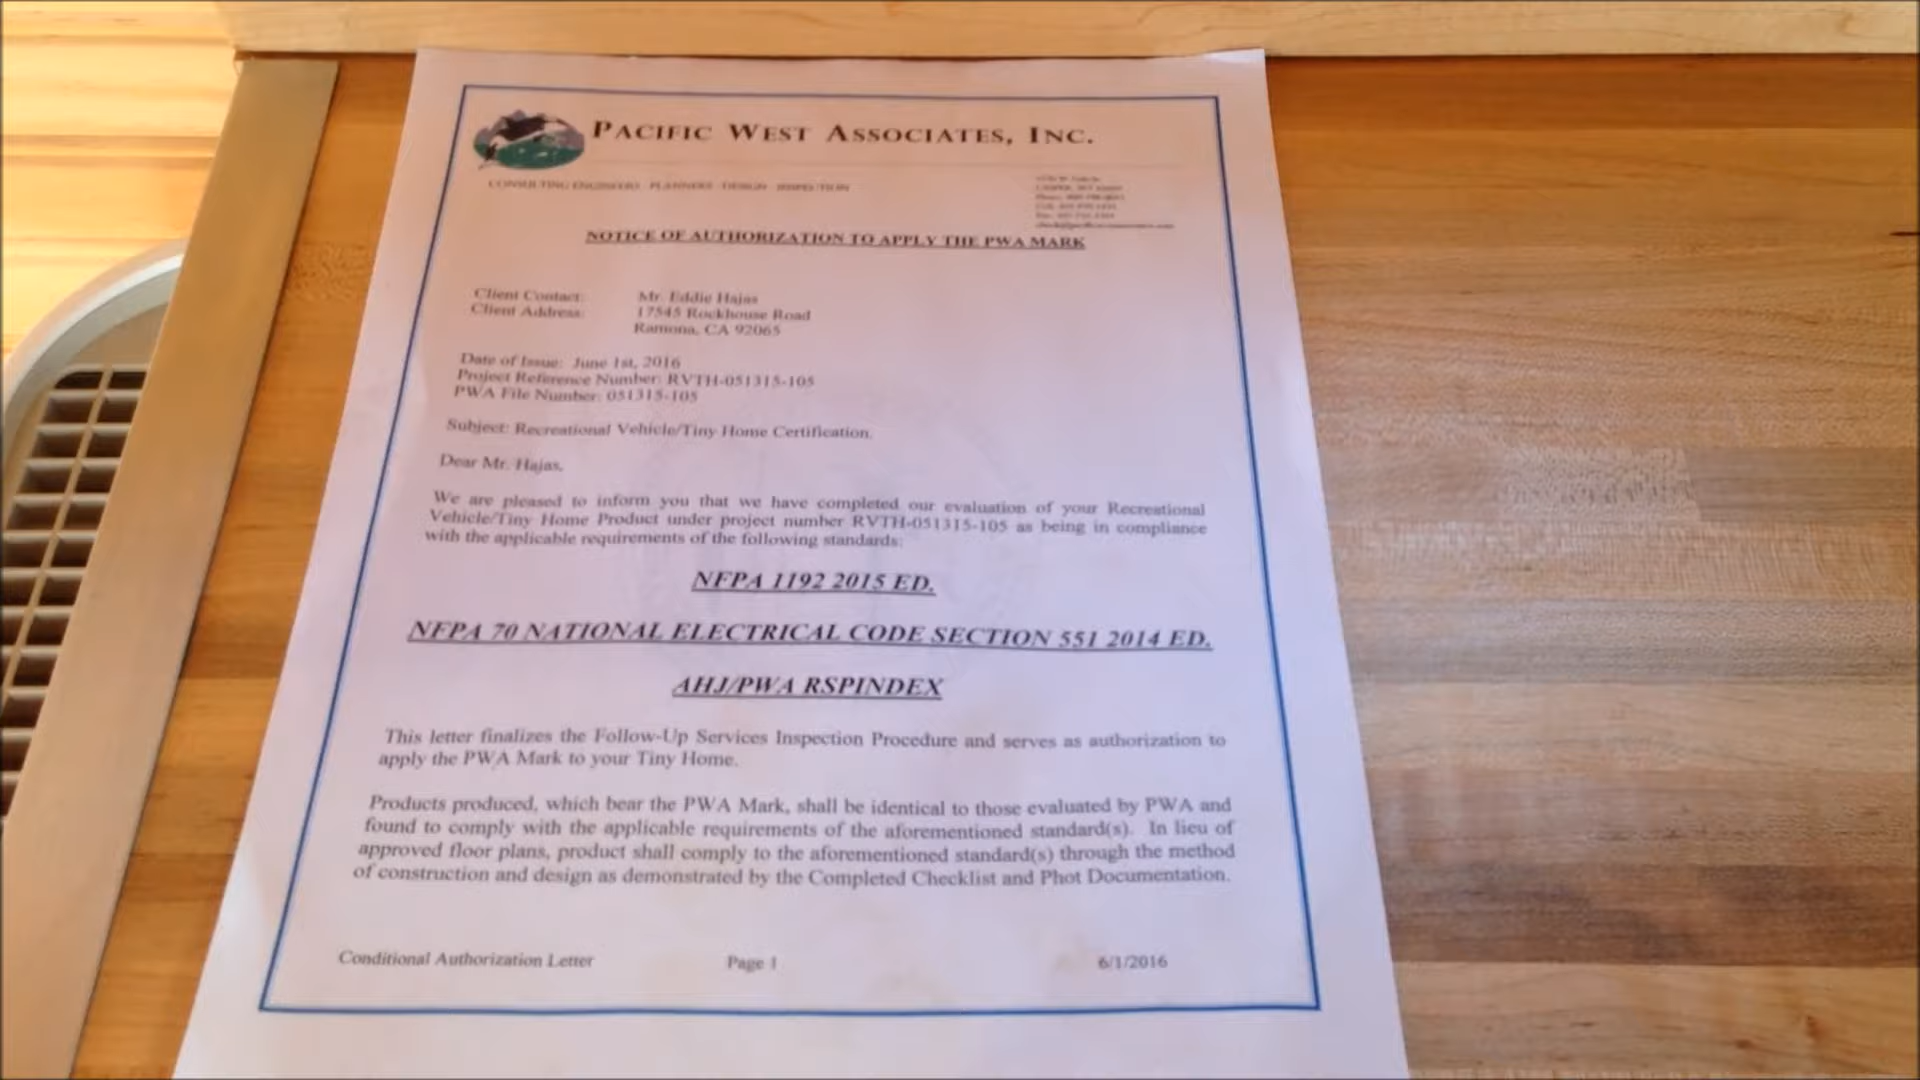 PACIFIC WEST ASSOCIATES, INC.
CONSULTING ENGINEERS PLANNERS DESIGN INSPECTION
NOTICE OF AUTHORIZATION TO APPLY THE PWA MARK
Client Contact: Mr. Eddie Hajas
Client Address: 17545 Rockhouse Road
Ramona, CA 92065
Date of Issue: June 1st, 2016
Project Reference Number: RVTH-051315-105
PWA File Number: 051315-105
Subject: Recreational Vehicle/Tiny Home Certification.
Dear Mr. Hajas,
We are pleased to inform you that we have completed our evaluation of your Recreational
Vehicle/Tiny Home Product under project number RVTH-051315-105 as being in compliance
with the applicable requirements of the following standards:
NFPA 1192 2015 ED.
NFPA 70 NATIONAL ELECTRICAL CODE SECTION 551 2014 ED.
AHJ/PWA RSPINDEX
This letter finalizes the Follow-Up Services Inspection Procedure and serves as authorization to
apply the PWA Mark to your Tiny Home.
Products produced, which bear the PWA Mark, shall be identical to those evaluated by PWA and
found to comply with the applicable requirements of the aforementioned standard(s). In lieu of
approved floor plans, product shall comply to the aforementioned standard(s) through the method
of construction and design as demonstrated by the Completed Checklist and Phot Documentation.
Conditional Authorization Letter Page 1 6/1/2016